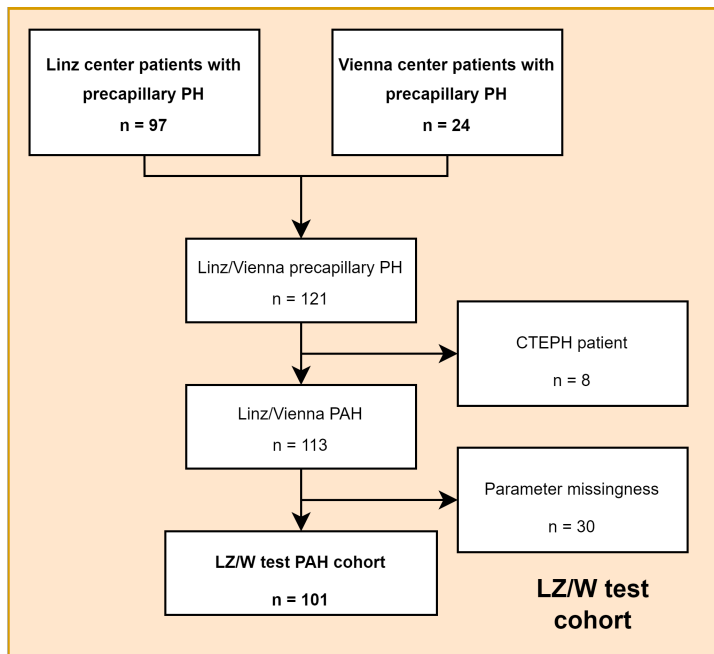 Linz center patients with
precapillary PH
n = 97
Vienna center patients with
precapillary PH
n = 24
Linz/Vienna precapillary PH
n = 121
CTEPH patient
n = 8
Linz/Vienna PAH
n = 113
Parameter missingness
n = 30
LZ/W test PAH cohort
n = 101
LZ/W test
cohort